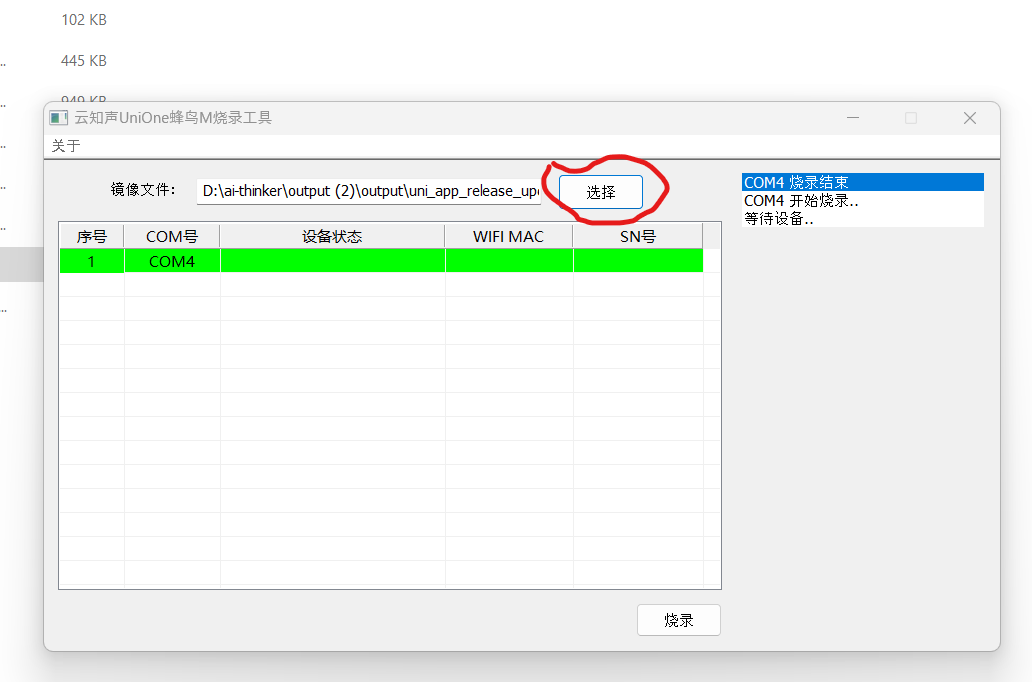 102 KB
445 KB
949 KB
云知声UniOne蜂鸟M烧录工具
关于
镜像文件： D:\ai-thinker\output (2)\output\uni_app_release_up 选择
COM4 烧录结束
COM4 开始烧录..
等待设备..
序号 COM号 设备状态 WIFI MAC SN号
1 COM4
烧录